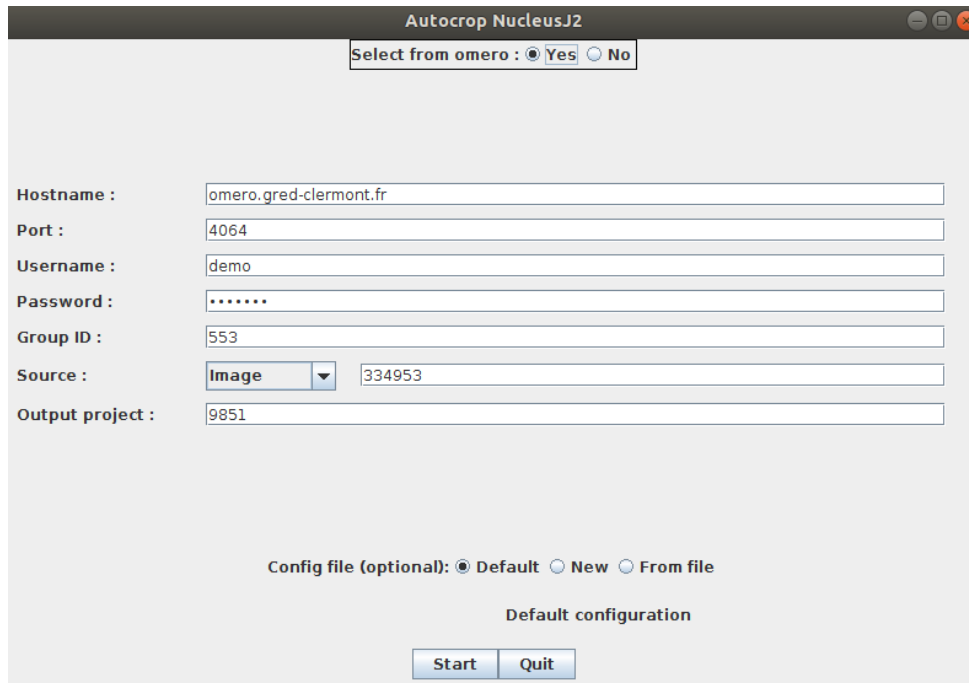 Autocrop NucleusJ2
Select from omero : Yes No
Hostname : omero.gred-clermont.fr
Port : 4064
Username : demo
Password : •••••••
Group ID : 553
Source : Image 334953
Output project : 9851
Config file (optional): Default New From file
Default configuration
Start Quit